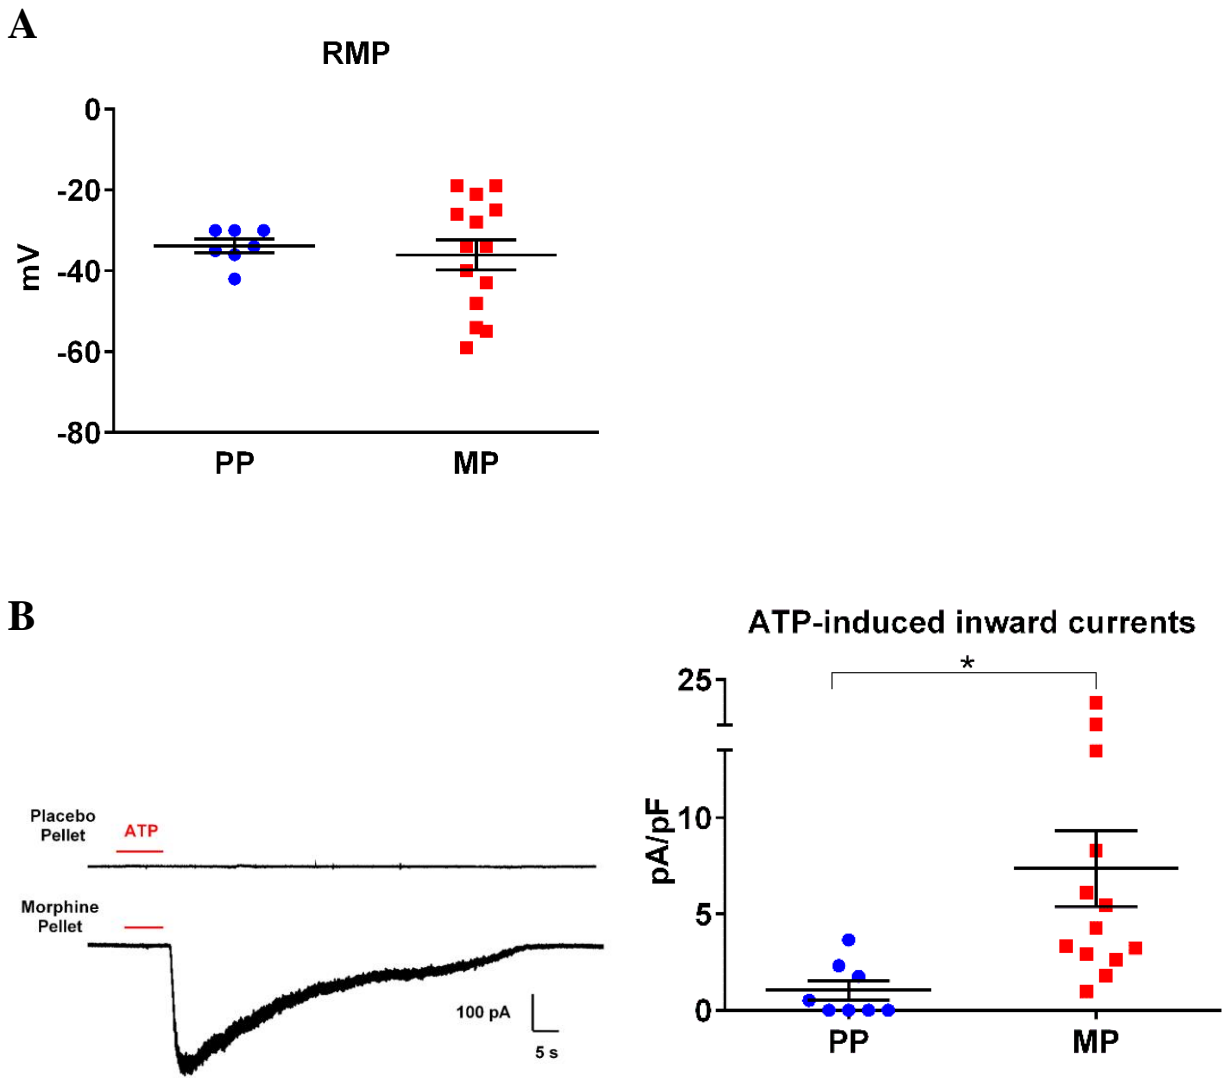 A
RMP
0
-20
-40
-60
-80
mV
PP
MP
B
Placebo
Pellet
ATP
Morphine
Pellet
100 pA
5 s
ATP-induced inward currents
*
25
10
5
0
pA/pF
PP
MP